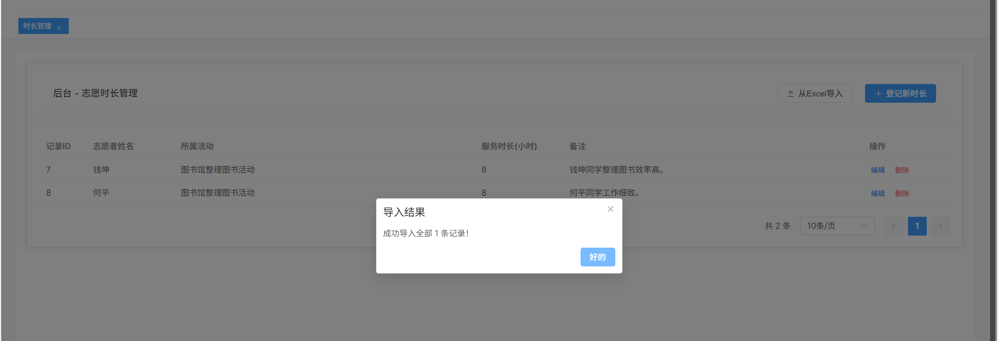 时长管理
后台 - 志愿时长管理
从Excel导入
登记新时长
记录ID 志愿者姓名 所属活动 服务时长(小时) 备注 操作
7 钱坤 图书馆整理图书活动 8 钱坤同学整理图书效率高。 编辑 删除
8 何平 图书馆整理图书活动 8 何平同学工作细致。 编辑 删除
导入结果
成功导入全部 1 条记录!
好的
共 2 条 10条/页 1